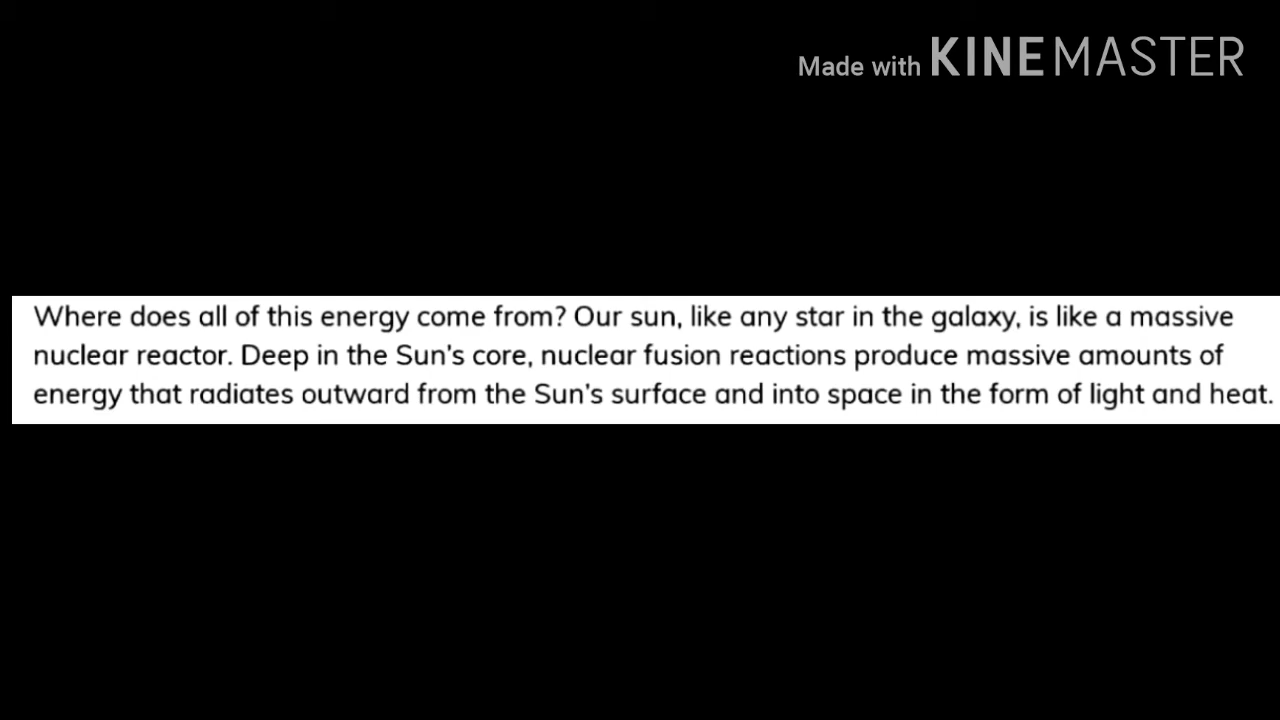 Made with KINEMASTER
Where does all of this energy come from? Our sun, like any star in the galaxy, is like a massive
nuclear reactor. Deep in the Sun's core, nuclear fusion reactions produce massive amounts of
energy that radiates outward from the Sun's surface and into space in the form of light and heat.